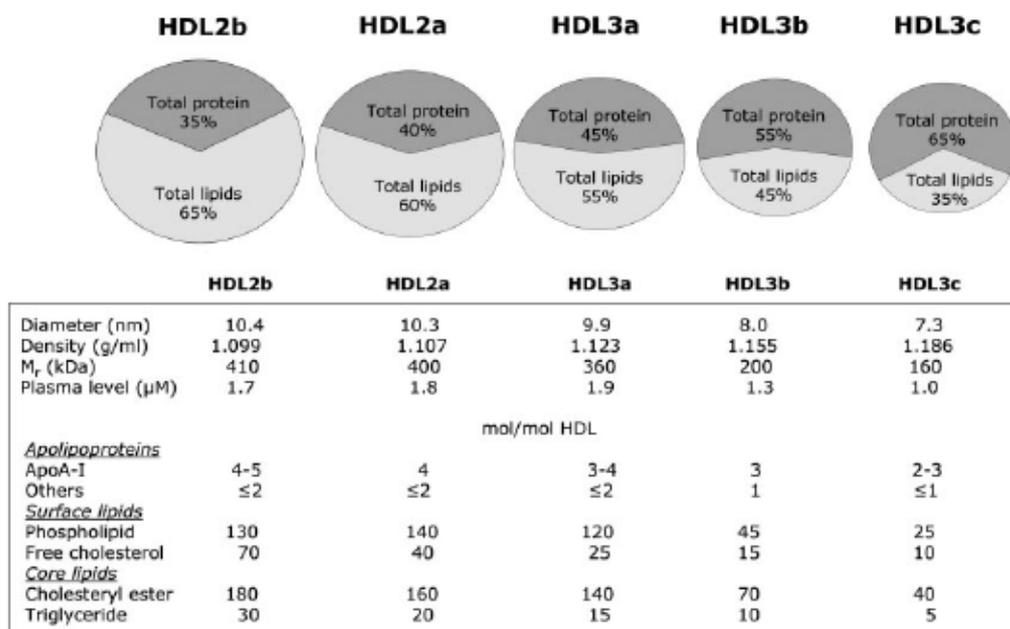 HDL2b HDL2a HDL3a HDL3b HDL3c
Total protein 35%
Total lipids 65%
Total protein 40%
Total lipids 60%
Total protein 45%
Total lipids 55%
Total protein 55%
Total lipids 45%
Total protein 65%
Total lipids 35%
HDL2b HDL2a HDL3a HDL3b HDL3c
Diameter (nm) 10.4 10.3 9.9 8.0 7.3
Density (g/ml) 1.099 1.107 1.123 1.155 1.186
Mr (kDa) 410 400 360 200 160
Plasma level (µM) 1.7 1.8 1.9 1.3 1.0
mol/mol HDL
Apolipoproteins
ApoA-I 4-5 4 3-4 3 2-3
Others ≤2 ≤2 ≤2 1 ≤1
Surface lipids
Phospholipid 130 140 120 45 25
Free cholesterol 70 40 25 15 10
Core lipids
Cholesteryl ester 180 160 140 70 40
Triglyceride 30 20 15 10 5